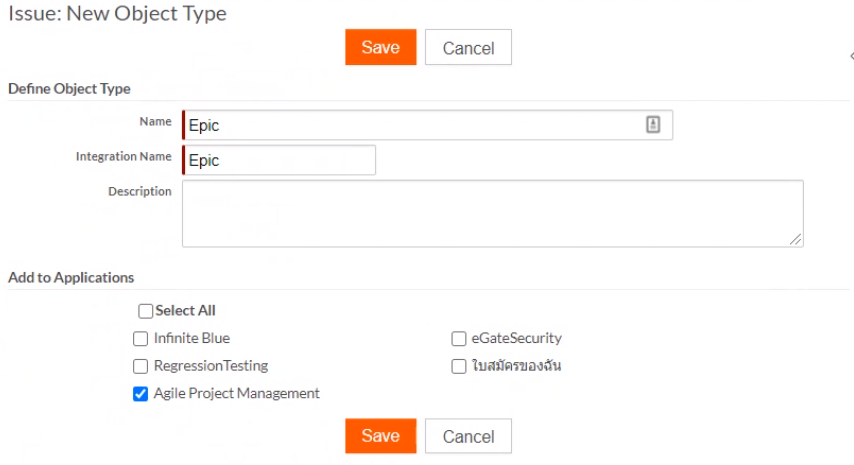 Issue: New Object Type
Save Cancel
Define Object Type
Name Epic
Integration Name Epic
Description
Add to Applications
Select All
Infinite Blue eGateSecurity
RegressionTesting ใบสมัครของฉัน
Agile Project Management
Save Cancel